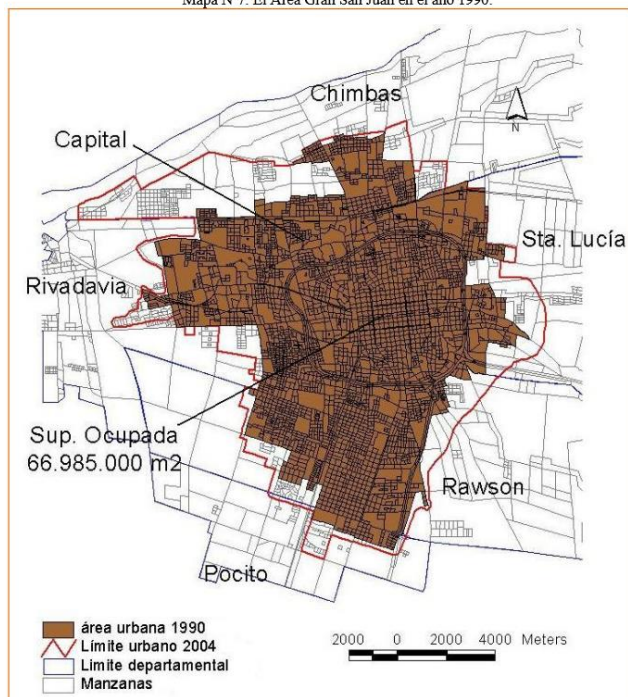 Mapa N°7. El Área Gran San Juan en el año 1990.
Chimbas
Capital
N
Sta. Lucía
Rivadavia
Sup. Ocupada
66.985.000 m2
Rawson
Pocito
área urbana 1990
Límite urbano 2004
Limite departamental
Manzanas
2000 0 2000 4000 Meters